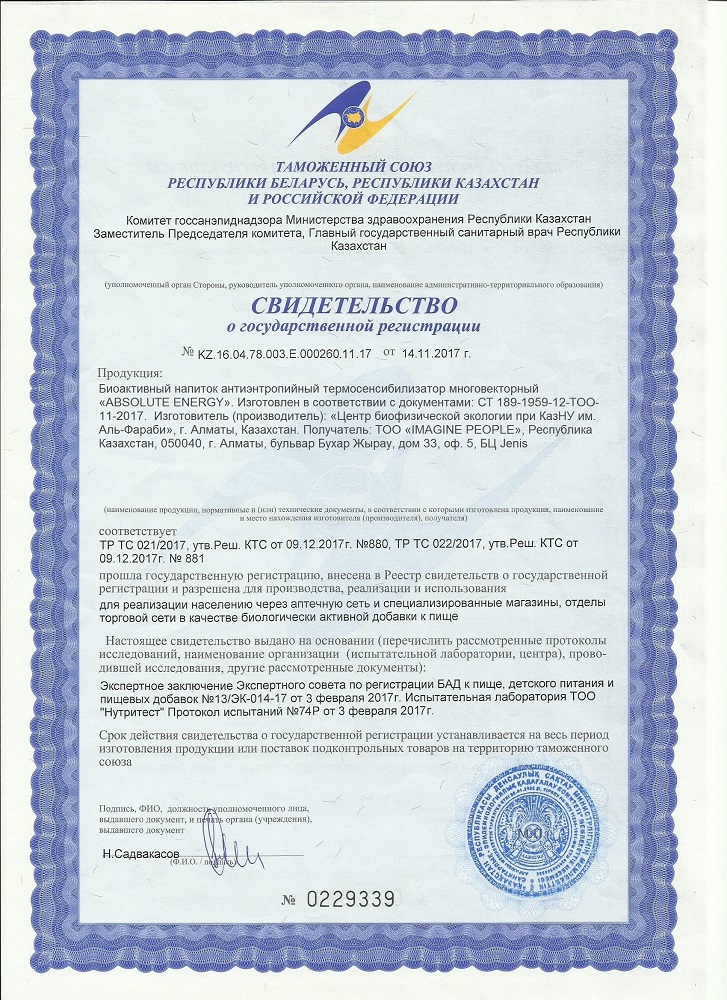 ТАМОЖЕННЫЙ СОЮЗ
РЕСПУБЛИКИ БЕЛАРУСЬ, РЕСПУБЛИКИ КАЗАХСТАН
И РОССИЙСКОЙ ФЕДЕРАЦИИ
Комитет госсанэпиднадзора Министерства здравоохранения Республики Казахстан
Заместитель Председателя комитета, Главный государственный санитарный врач Республики
Казахстан
(уполномоченный орган Стороны, руководитель уполномоченного органа, наименование административно-территориального образования)
СВИДЕТЕЛЬСТВО
о государственной регистрации
№ KZ.16.04.78.003.E.000260.11.17 от 14.11.2017 г.
Продукция:
Биоактивный напиток антиэнтропийный термосенсибилизатор многовекторный
«ABSOLUTE ENERGY». Изготовлен в соответствии с документами: СТ 189-1959-12-ТОО-
11-2017. Изготовитель (производитель): «Центр биофизической экологии при КазНУ им.
Аль-Фараби», г. Алматы, Казахстан. Получатель: ТОО «IMAGINE PEOPLE», Республика
Казахстан, 050040, г. Алматы, бульвар Бухар Жырау, дом 33, оф. 5, БЦ Jenis
(наименование продукции, нормативные и (или) технические документы, в соответствии с которыми изготовлена продукция, наименование
и место нахождения изготовителя (производителя), получателя)
соответствует
ТР ТС 021/2017, утв.Реш. КТС от 09.12.2017г. №880, ТР ТС 022/2017, утв.Реш. КТС от
09.12.2017г. № 881
прошла государственную регистрацию, внесена в Реестр свидетельств о государственной
регистрации и разрешена для производства, реализации и использования
для реализации населению через аптечную сеть и специализированные магазины, отделы
торговой сети в качестве биологически активной добавки к пище
Настоящее свидетельство выдано на основании (перечислить рассмотренные протоколы
исследований, наименование организации (испытательной лаборатории, центра), прово-
дившей исследования, другие рассмотренные документы):
Экспертное заключение Экспертного совета по регистрации БАД к пище, детского питания и
пищевых добавок №13/ЭК-014-17 от 3 февраля 2017г. Испытательная лаборатория ТОО
"Нутритест" Протокол испытаний №74Р от 3 февраля 2017г.
Срок действия свидетельства о государственной регистрации устанавливается на весь период
изготовления продукции или поставок подконтрольных товаров на территорию таможенного
союза
Подпись, ФИО, должность уполномоченного лица,
выдавшего документ, и печать органа (учреждения),
выдавшего документ
Н.Садвакасов
(Ф.И.О. / подпись)
№ 0229339